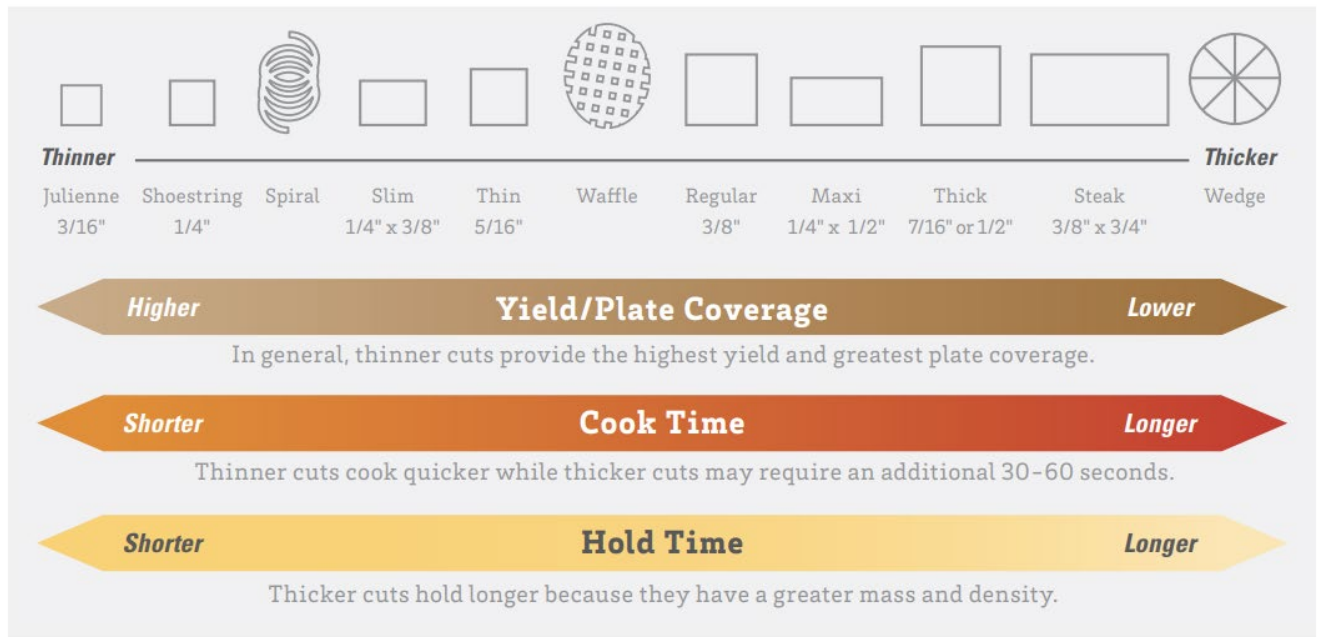 Thinner Thicker
Julienne Shoestring Spiral Slim Thin Waffle Regular Maxi Thick Steak Wedge
3/16" 1/4" 1/4" x 3/8" 5/16" 3/8" 1/4" x 1/2" 7/16" or 1/2" 3/8" x 3/4"
Higher Yield/Plate Coverage Lower
In general, thinner cuts provide the highest yield and greatest plate coverage.
Shorter Cook Time Longer
Thinner cuts cook quicker while thicker cuts may require an additional 30–60 seconds.
Shorter Hold Time Longer
Thicker cuts hold longer because they have a greater mass and density.